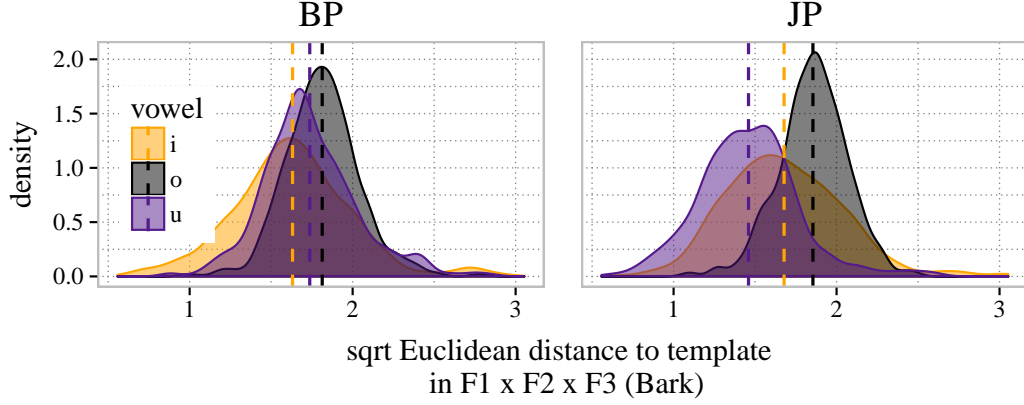 BP
JP
density
2.0
1.5
1.0
0.5
0.0
vowel
i
o
u
1 2 3
1 2 3
sqrt Euclidean distance to template
in F1 x F2 x F3 (Bark)